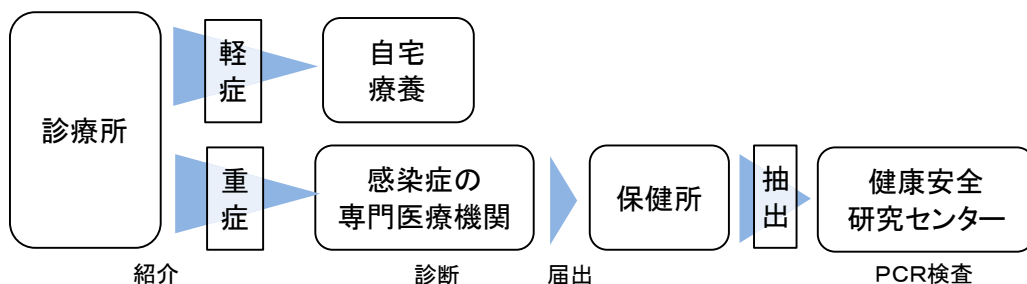 診療所
軽症
自宅
療養
重症
感染症の
専門医療機関
保健所
抽出
健康安全
研究センター
紹介
診断
届出
PCR検査